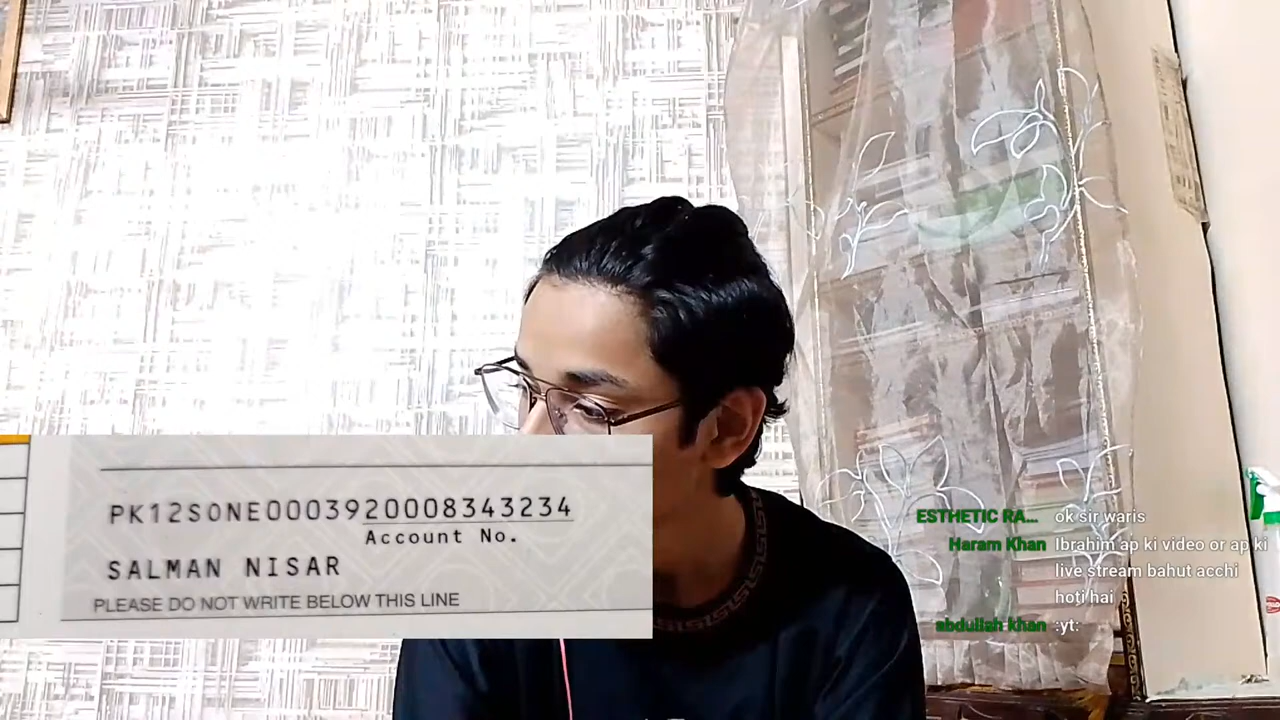 PK12SONE0003920008343234
Account No.
SALMAN NISAR
PLEASE DO NOT WRITE BELOW THIS LINE
ESTHETIC RA... ok sir waris
Haram Khan Ibrahim ap ki video or ap ki
live stream bahut acchi
hoti hai
abdullah khan :yt: